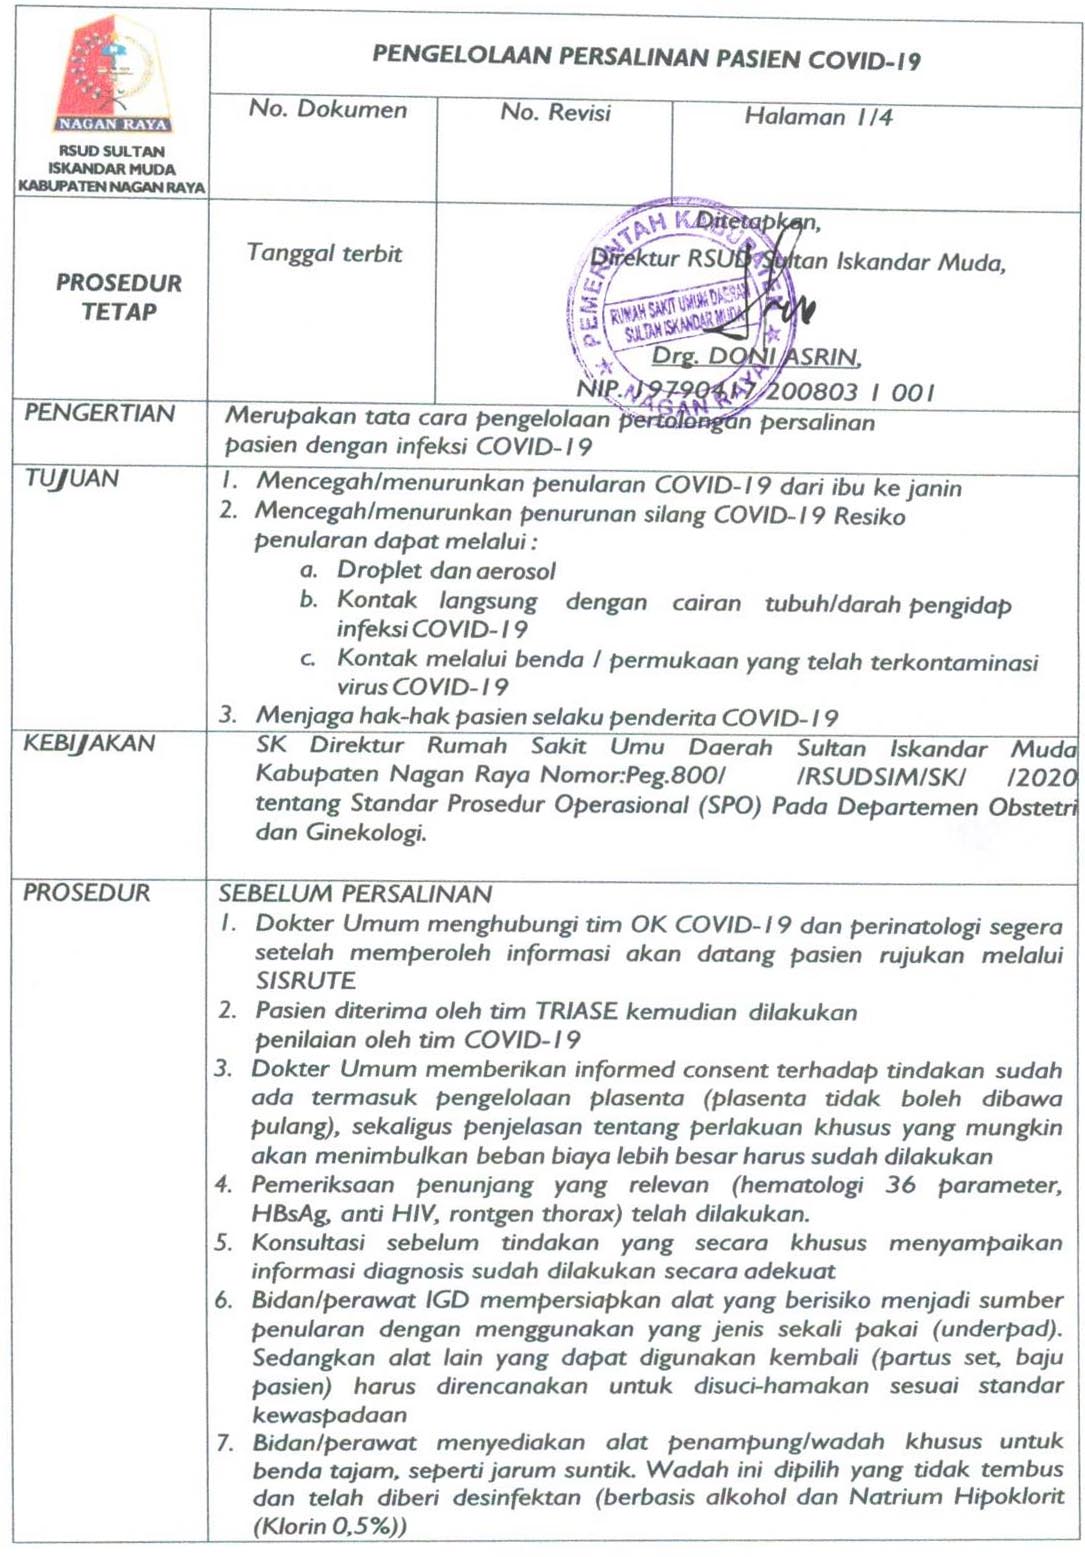 NAGAN RAYA
RSUD SULTAN
ISKANDAR MUDA
KABUPATEN NAGAN RAYA
PENGELOLAAN PERSALINAN PASIEN COVID-19
No. Dokumen
No. Revisi
Halaman 1/4
PROSEDUR
TETAP
Tanggal terbit
Ditetapkan,
Direktur RSUD Sultan Iskandar Muda,
PEMERINTAH KABUPATEN
RUMAH SAKIT UMUM DAERAH
SULTAN ISKANDAR MUDA
NAGAN RAYA
Drg. DONI ASRIN,
NIP. 200803 1 001
PENGERTIAN
Merupakan tata cara pengelolaan pertolongan persalinan
pasien dengan infeksi COVID-19
TUJUAN
1. Mencegah/menurunkan penularan COVID-19 dari ibu ke janin
2. Mencegah/menurunkan penurunan silang COVID-19 Resiko
penularan dapat melalui :
a. Droplet dan aerosol
b. Kontak langsung dengan cairan tubuh/darah pengidap
infeksi COVID-19
c. Kontak melalui benda / permukaan yang telah terkontaminasi
virus COVID-19
3. Menjaga hak-hak pasien selaku penderita COVID-19
KEBIJAKAN
SK Direktur Rumah Sakit Umu Daerah Sultan Iskandar Muda
Kabupaten Nagan Raya Nomor:Peg.800/ /RSUDSIM/SK/ /2020
tentang Standar Prosedur Operasional (SPO) Pada Departemen Obstetri
dan Ginekologi.
PROSEDUR
SEBELUM PERSALINAN
1. Dokter Umum menghubungi tim OK COVID-19 dan perinatologi segera
setelah memperoleh informasi akan datang pasien rujukan melalui
SISRUTE
2. Pasien diterima oleh tim TRIASE kemudian dilakukan
penilaian oleh tim COVID-19
3. Dokter Umum memberikan informed consent terhadap tindakan sudah
ada termasuk pengelolaan plasenta (plasenta tidak boleh dibawa
pulang), sekaligus penjelasan tentang perlakuan khusus yang mungkin
akan menimbulkan beban biaya lebih besar harus sudah dilakukan
4. Pemeriksaan penunjang yang relevan (hematologi 36 parameter,
HBsAg, anti HIV, rontgen thorax) telah dilakukan.
5. Konsultasi sebelum tindakan yang secara khusus menyampaikan
informasi diagnosis sudah dilakukan secara adekuat
6. Bidan/perawat IGD mempersiapkan alat yang berisiko menjadi sumber
penularan dengan menggunakan yang jenis sekali pakai (underpad).
Sedangkan alat lain yang dapat digunakan kembali (partus set, baju
pasien) harus direncanakan untuk disuci-hamakan sesuai standar
kewaspadaan
7. Bidan/perawat menyediakan alat penampung/wadah khusus untuk
benda tajam, seperti jarum suntik. Wadah ini dipilih yang tidak tembus
dan telah diberi desinfektan (berbasis alkohol dan Natrium Hipoklorit
(Klorin 0,5%))